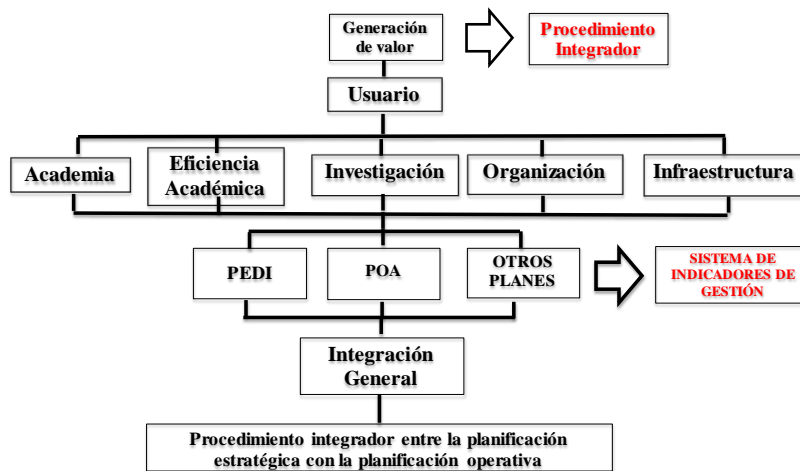 Generación
de valor
Procedimiento
Integrador
Usuario
Academia
Eficiencia
Académica
Investigación
Organización
Infraestructura
PEDI
POA
OTROS
PLANES
SISTEMA DE
INDICADORES DE
GESTIÓN
Integración
General
Procedimiento integrador entre la planificación
estratégica con la planificación operativa